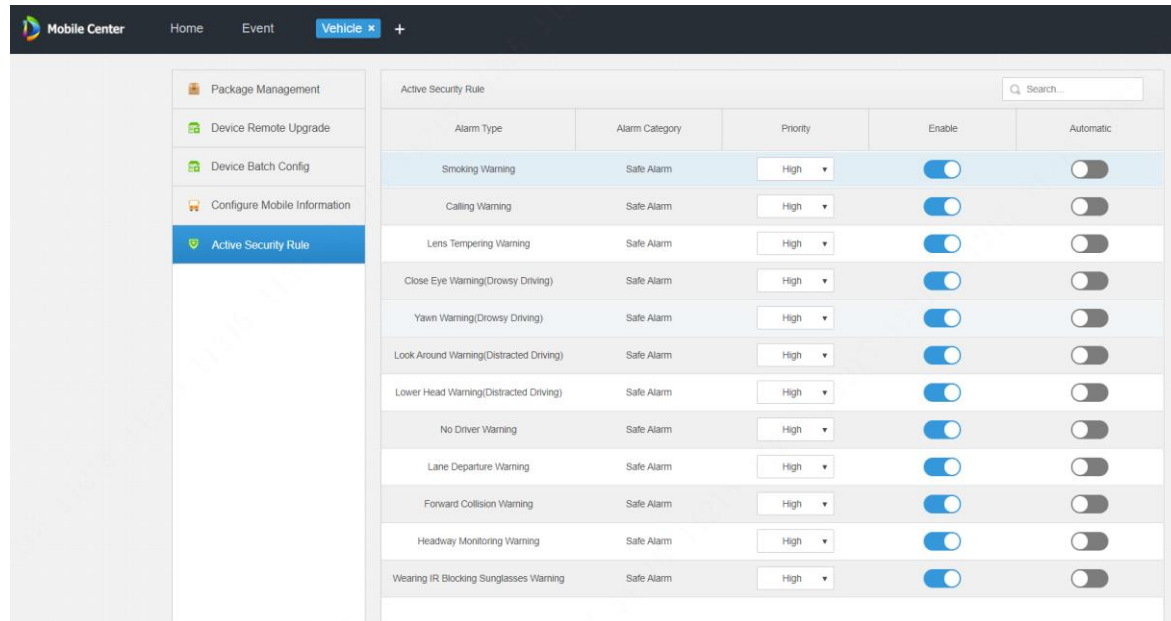 Mobile Center Home Event Vehicle × +
Package Management
Device Remote Upgrade
Device Batch Config
Configure Mobile Information
Active Security Rule
Active Security Rule Search...
Alarm Type Alarm Category Priority Enable Automatic
Smoking Warning Safe Alarm High
Calling Warning Safe Alarm High
Lens Tempering Warning Safe Alarm High
Close Eye Warning(Drowsy Driving) Safe Alarm High
Yawn Warning(Drowsy Driving) Safe Alarm High
Look Around Warning(Distracted Driving) Safe Alarm High
Lower Head Warning(Distracted Driving) Safe Alarm High
No Driver Warning Safe Alarm High
Lane Departure Warning Safe Alarm High
Forward Collision Warning Safe Alarm High
Headway Monitoring Warning Safe Alarm High
Wearing IR Blocking Sunglasses Warning Safe Alarm High